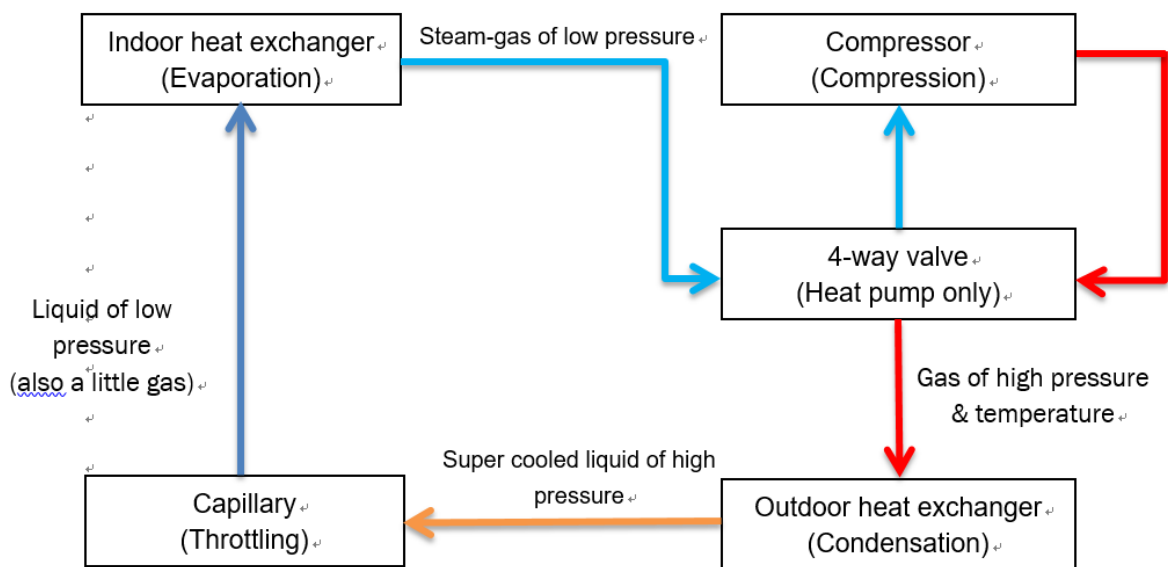 Indoor heat exchanger
(Evaporation)
Steam-gas of low pressure
Compressor
(Compression)
4-way valve
(Heat pump only)
Liquid of low
pressure
(also a little gas)
Gas of high pressure
& temperature
Super cooled liquid of high
pressure
Capillary
(Throttling)
Outdoor heat exchanger
(Condensation)